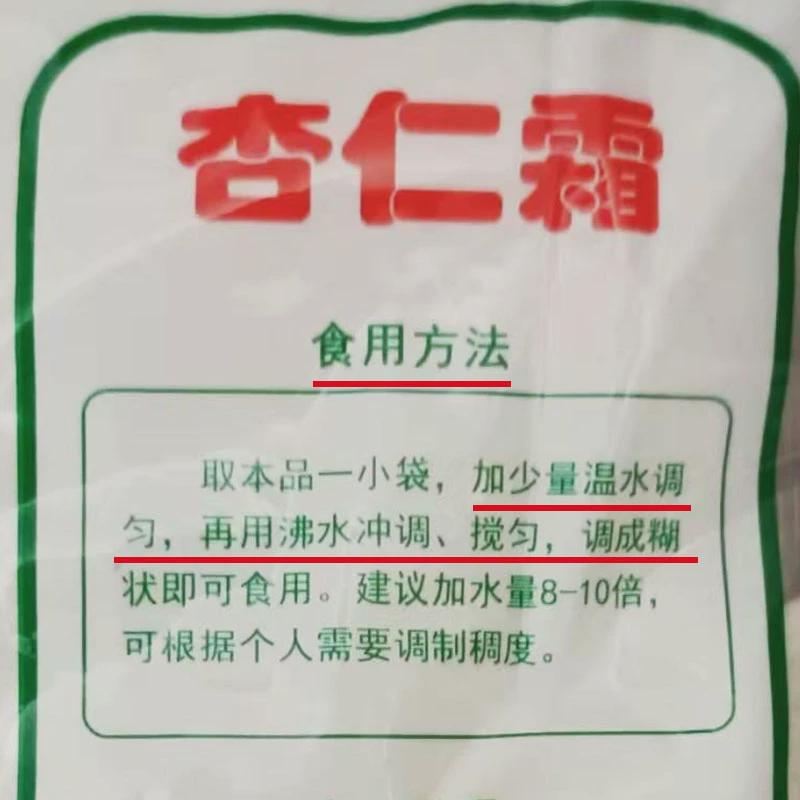 杏仁霜
食用方法
取本品一小袋，加少量温水调
匀，再用沸水冲调、搅匀，调成糊
状即可食用。建议加水量8-10倍，
可根据个人需要调制稠度。